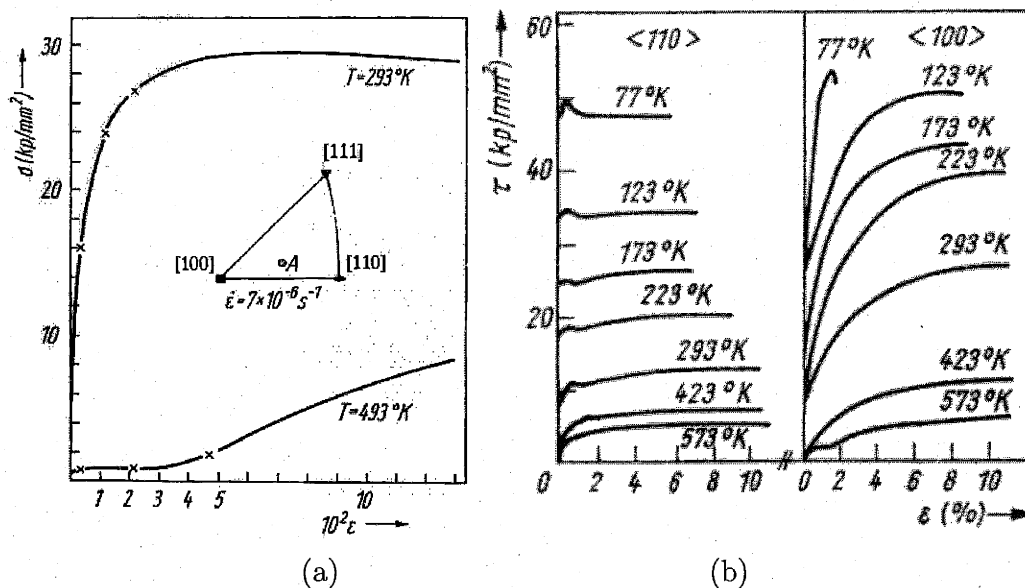 30
20
10
σ(kp/mm²)
T=293°K
[111]
[100]
A
[110]
ε̇=7×10⁻⁶s⁻⁷
T=493°K
1 2 3 4 5 10
10²ε
(a)
60
40
20
0
τ (kp/mm²)
<110>
77°K
123°K
173°K
223°K
293°K
423°K
573°K
0 2 4 6 8 10
<100>
77°K
123°K
173°K
223°K
293°K
423°K
573°K
0 2 4 6 8 10
ε (%)
(b)